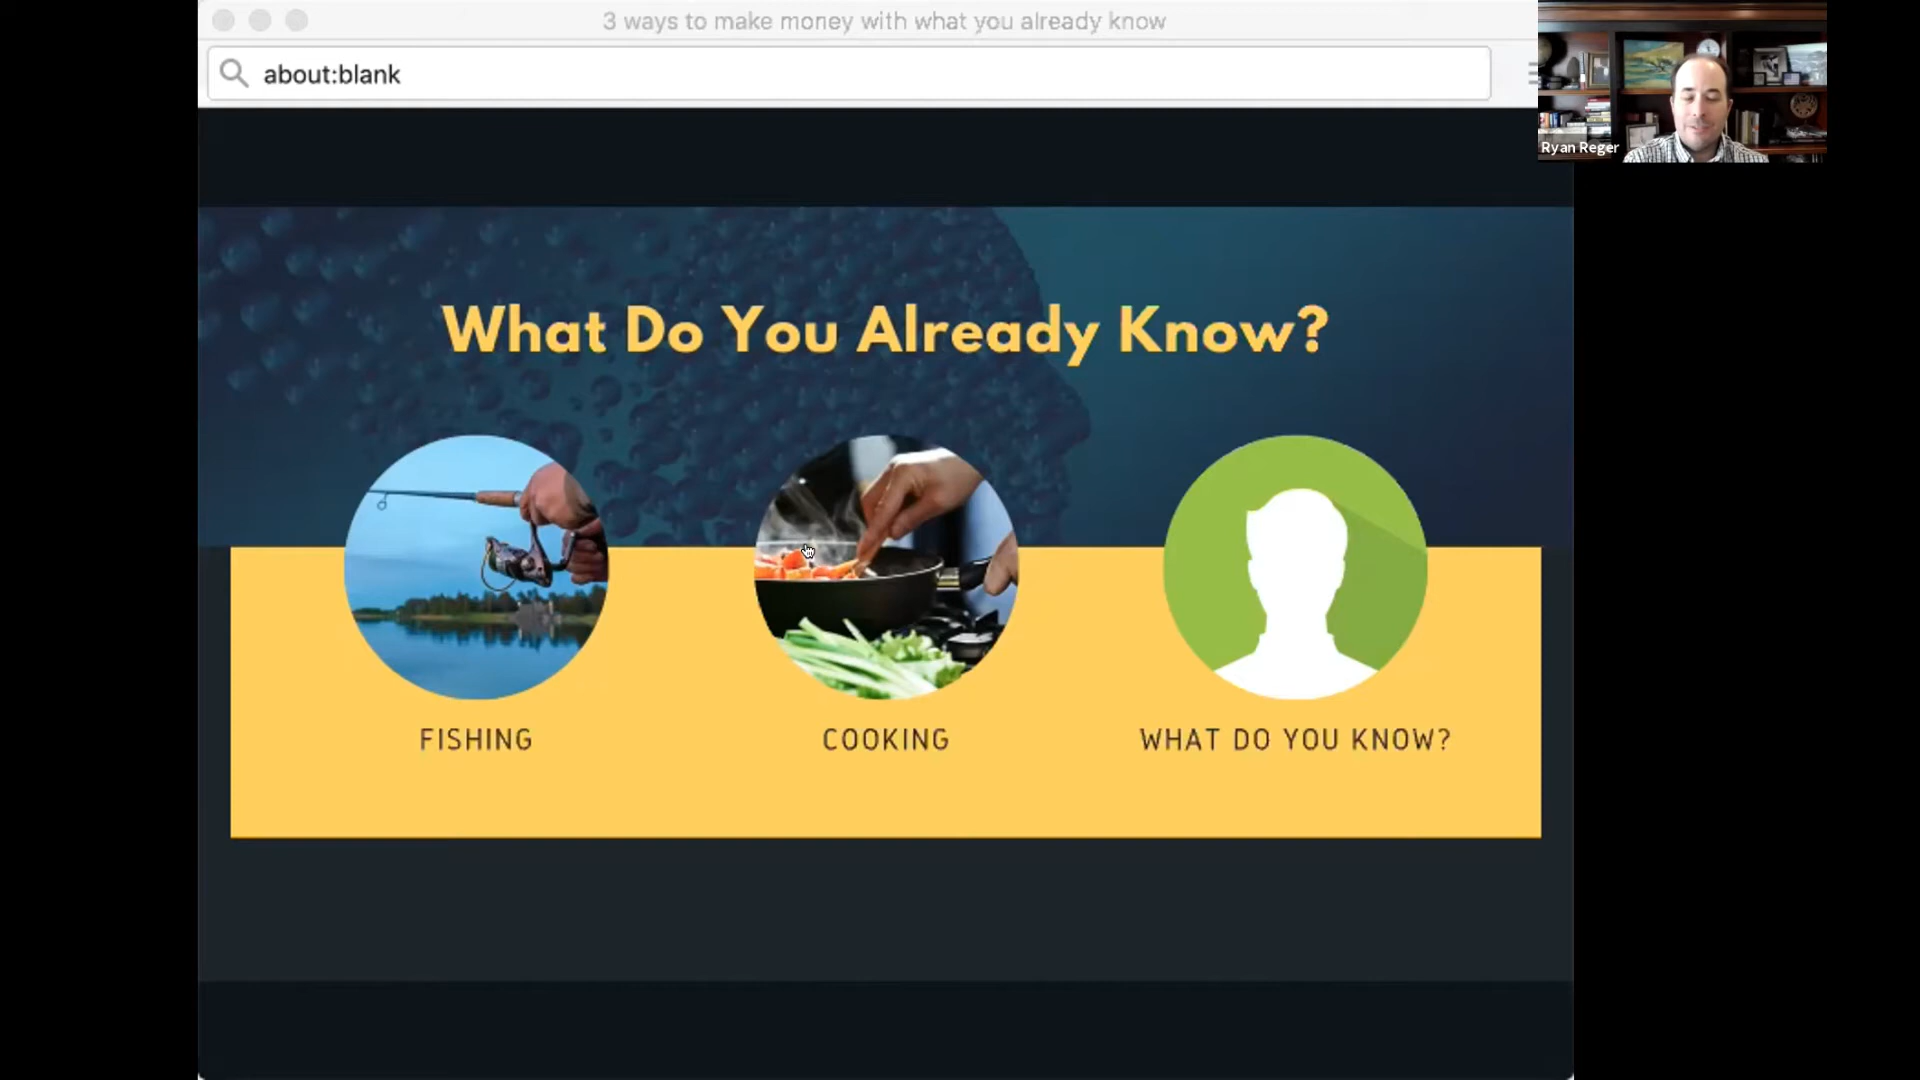 3 ways to make money with what you already know
about:blank
Ryan Reger
What Do You Already Know?
FISHING
COOKING
WHAT DO YOU KNOW?